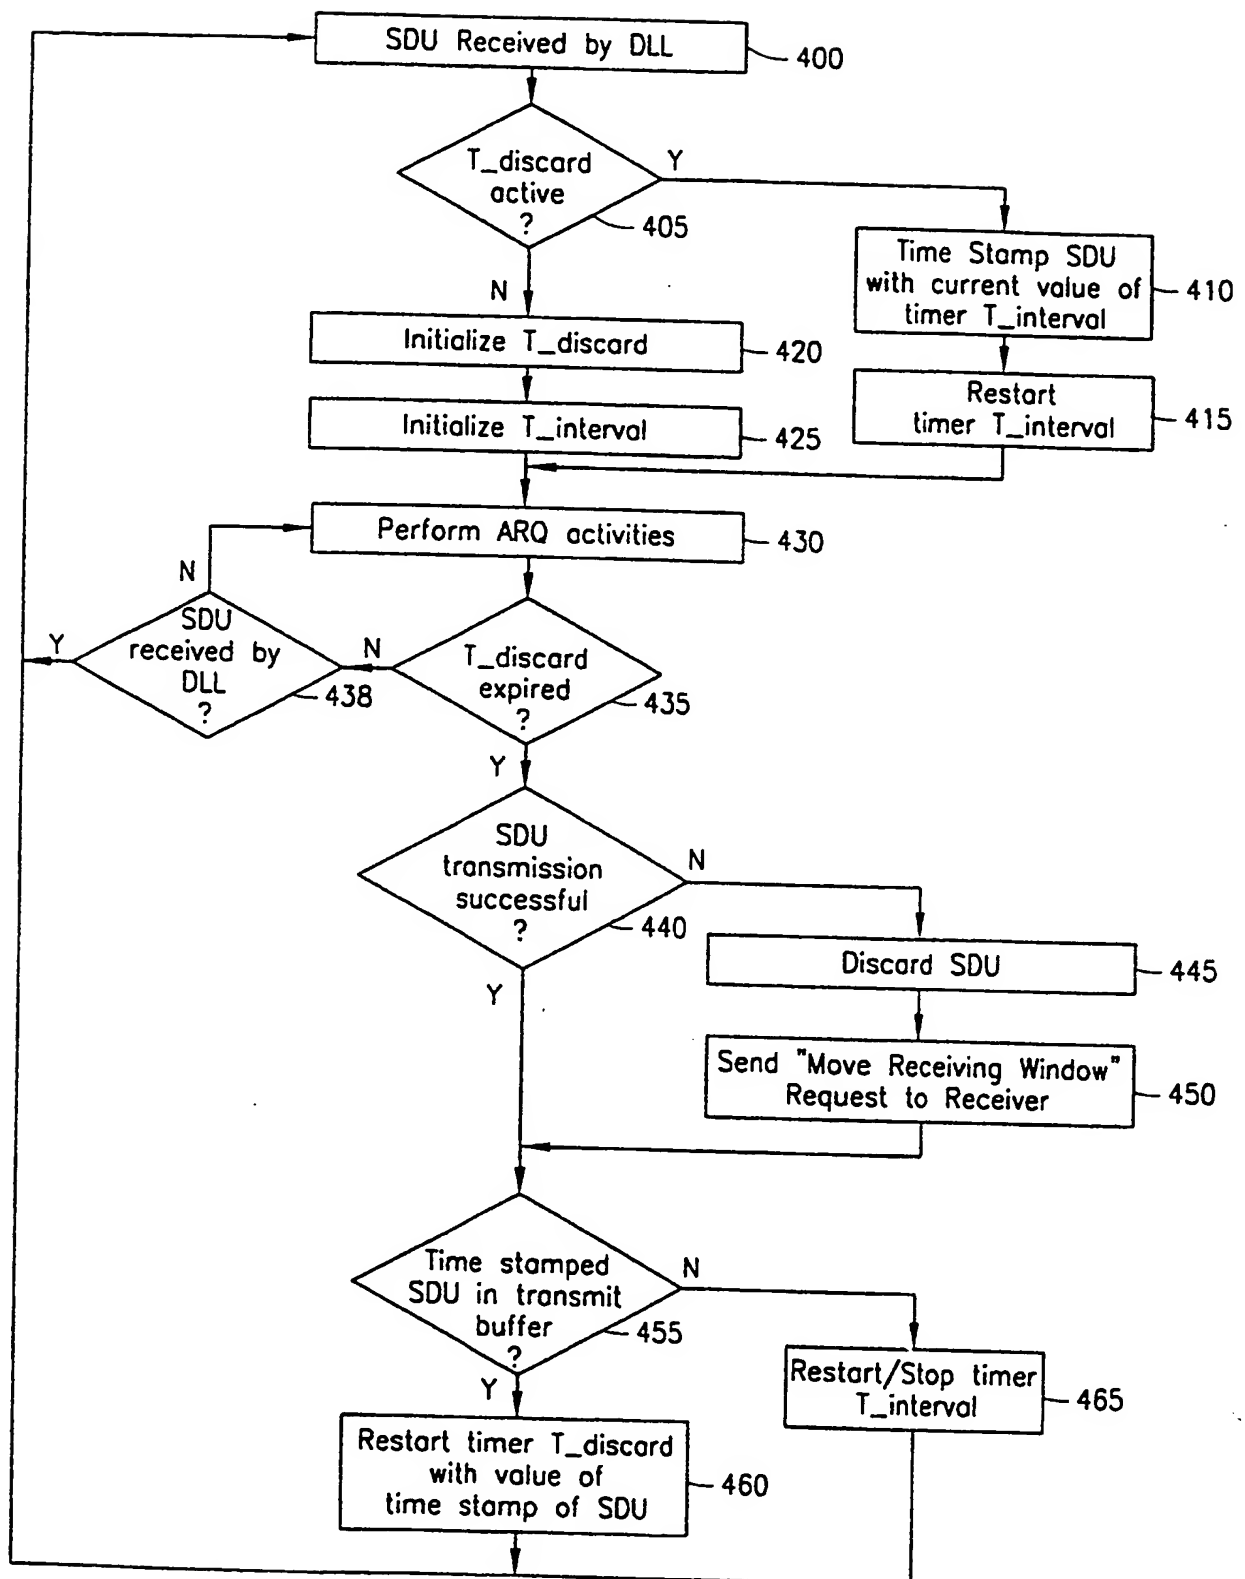 SDU Received by DLL
400
T_discard
active
?
405
Y
N
Time Stamp SDU
with current value of
timer T_interval
410
Initialize T_discard
420
Restart
timer T_interval
415
Initialize T_interval
425
Perform ARQ activities
430
N
SDU
received by
DLL
?
438
Y
N
T_discard
expired
?
435
Y
SDU
transmission
successful
?
440
N
Y
Discard SDU
445
Send "Move Receiving Window"
Request to Receiver
450
Time stamped
SDU in transmit
buffer
?
455
N
Y
Restart/Stop timer
T_interval
465
Restart timer T_discard
with value of
time stamp of SDU
460